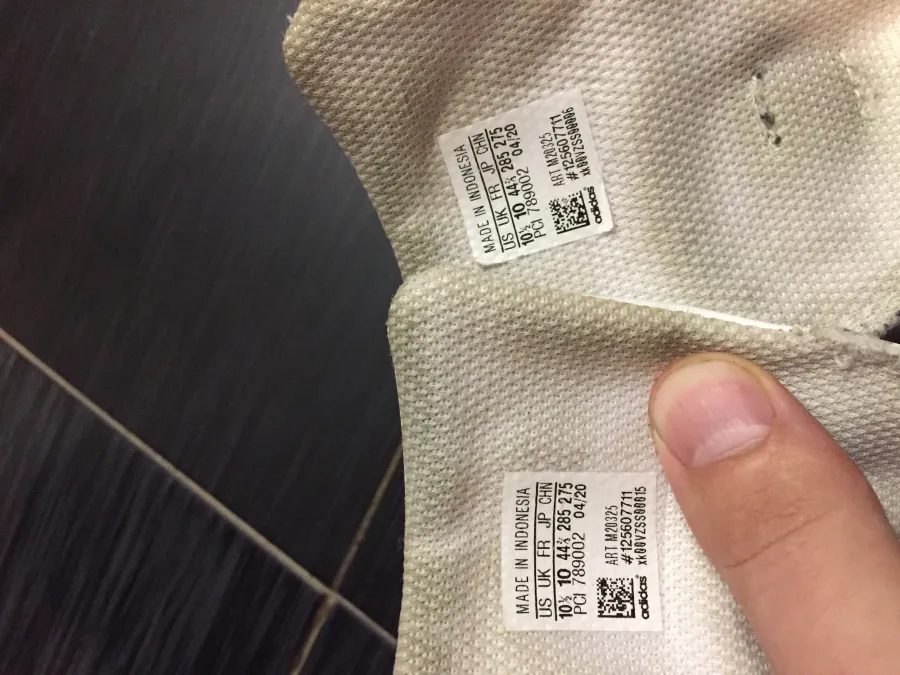 MADE IN INDONESIA
US UK FR JP CHN
10½ 10 44⅔ 285 275
PCI 789002 04/20
ART M20325
#125607711
xk00VZSS00006
adidas
MADE IN INDONESIA
US UK FR JP CHN
10½ 10 44⅔ 285 275
PCI 789002 04/20
ART M20325
#125607711
xk00VZSS00015
adidas